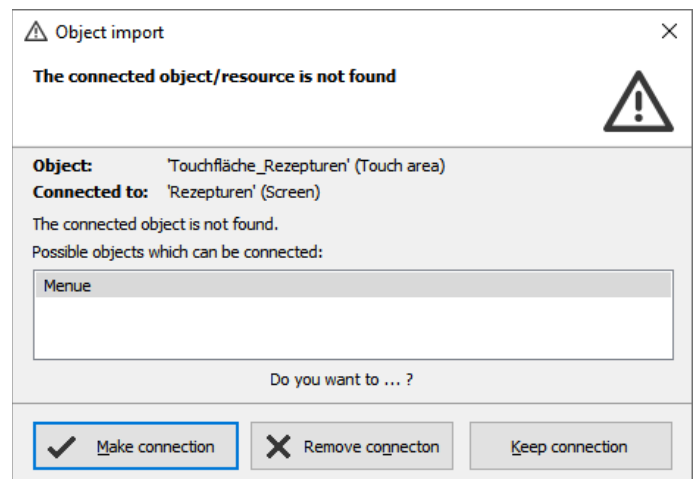 Object import
The connected object/resource is not found
Object: 'Touchfläche_Rezepturen' (Touch area)
Connected to: 'Rezepturen' (Screen)
The connected object is not found.
Possible objects which can be connected:
Menue
Do you want to ... ?
Make connection Remove connecton Keep connection